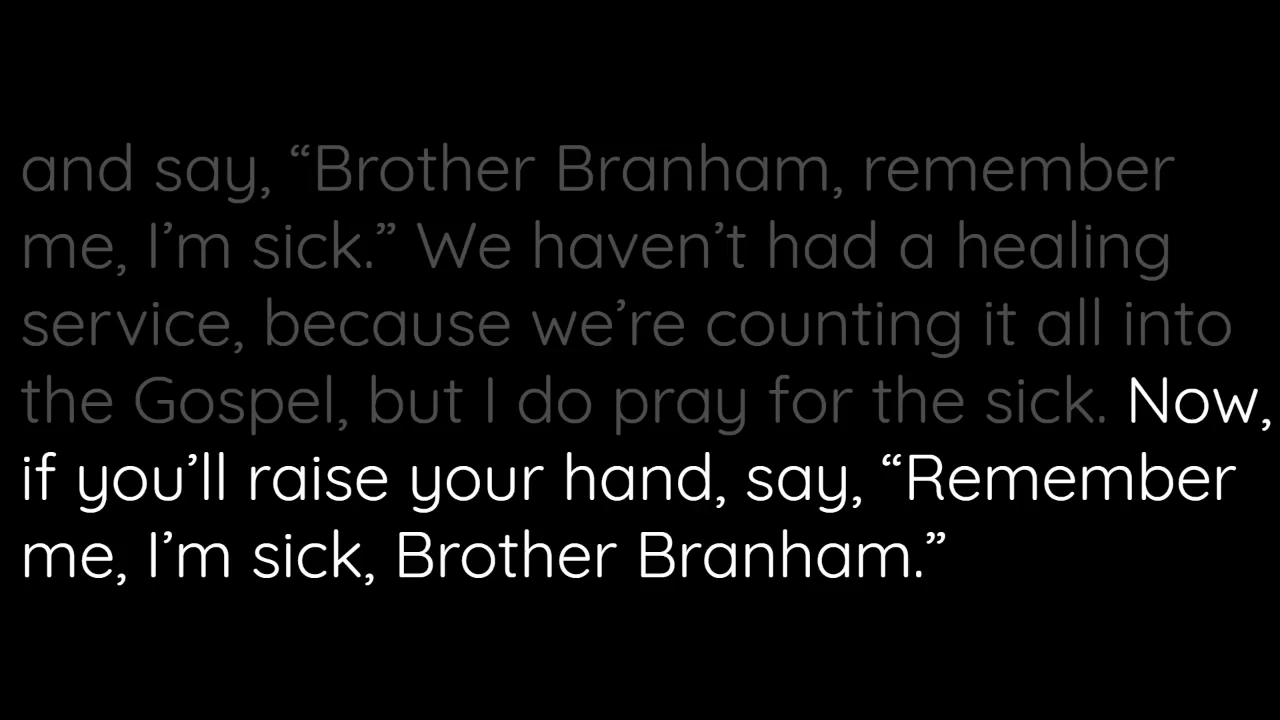 and say, “Brother Branham, remember
me, I’m sick.” We haven’t had a healing
service, because we’re counting it all into
the Gospel, but I do pray for the sick. Now,
if you’ll raise your hand, say, “Remember
me, I’m sick, Brother Branham.”